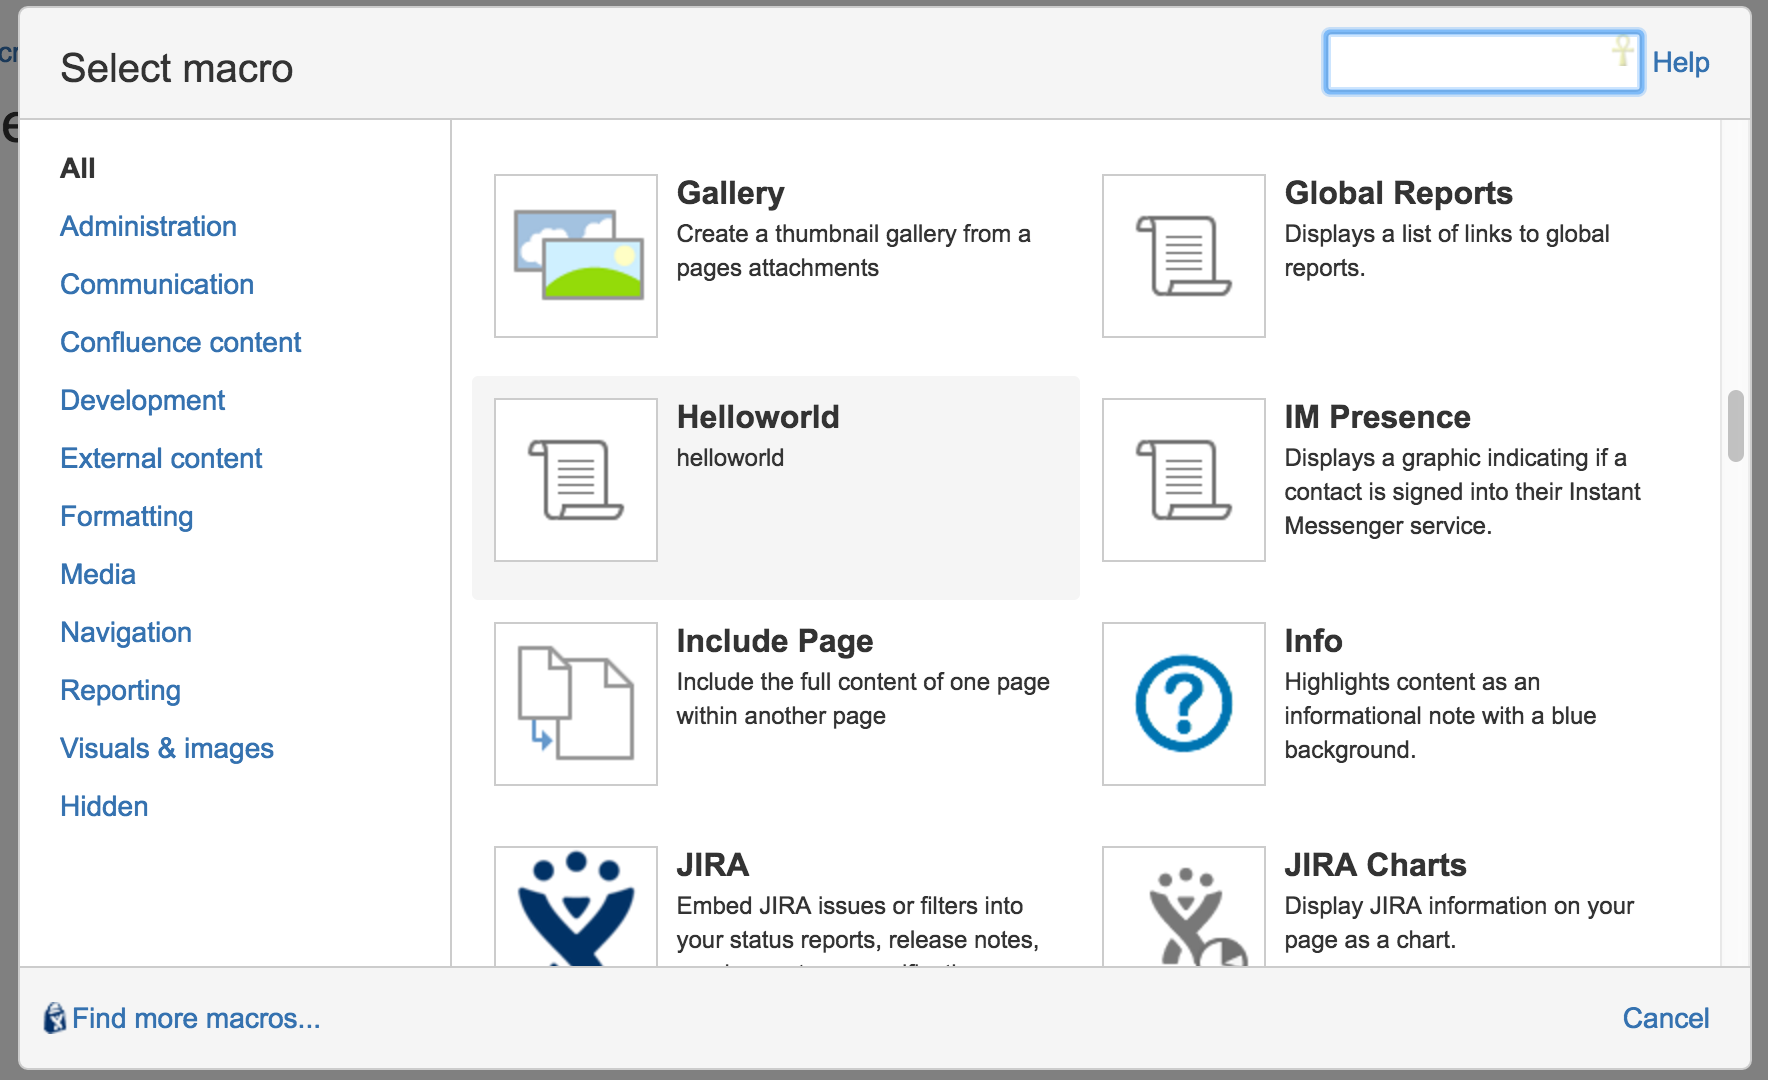 cr
e
Select macro
Help
All
Administration
Communication
Confluence content
Development
External content
Formatting
Media
Navigation
Reporting
Visuals & images
Hidden
Gallery
Create a thumbnail gallery from a
pages attachments
Global Reports
Displays a list of links to global
reports.
Helloworld
helloworld
IM Presence
Displays a graphic indicating if a
contact is signed into their Instant
Messenger service.
Include Page
Include the full content of one page
within another page
Info
Highlights content as an
informational note with a blue
background.
JIRA
Embed JIRA issues or filters into
your status reports, release notes,
JIRA Charts
Display JIRA information on your
page as a chart.
Find more macros...
Cancel